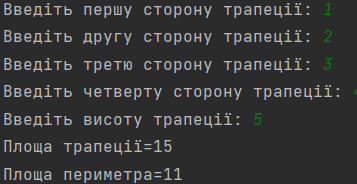 Введіть першу сторону трапеції: 1
Введіть другу сторону трапеції: 2
Введіть третю сторону трапеції: 3
Введіть четверту сторону трапеції:
Введіть висоту трапеції: 5
Площа трапеції=15
Площа периметра=11